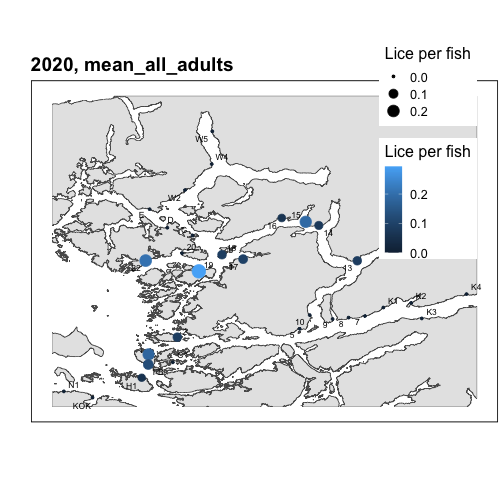 2020, mean_all_adults
Lice per fish
0.0
0.1
0.2
Lice per fish
0.2
0.1
0.0
W5
W4
W2
D
20
19
15
16
14
13
K4
K2
K3
10
9
8
7
N1
H1